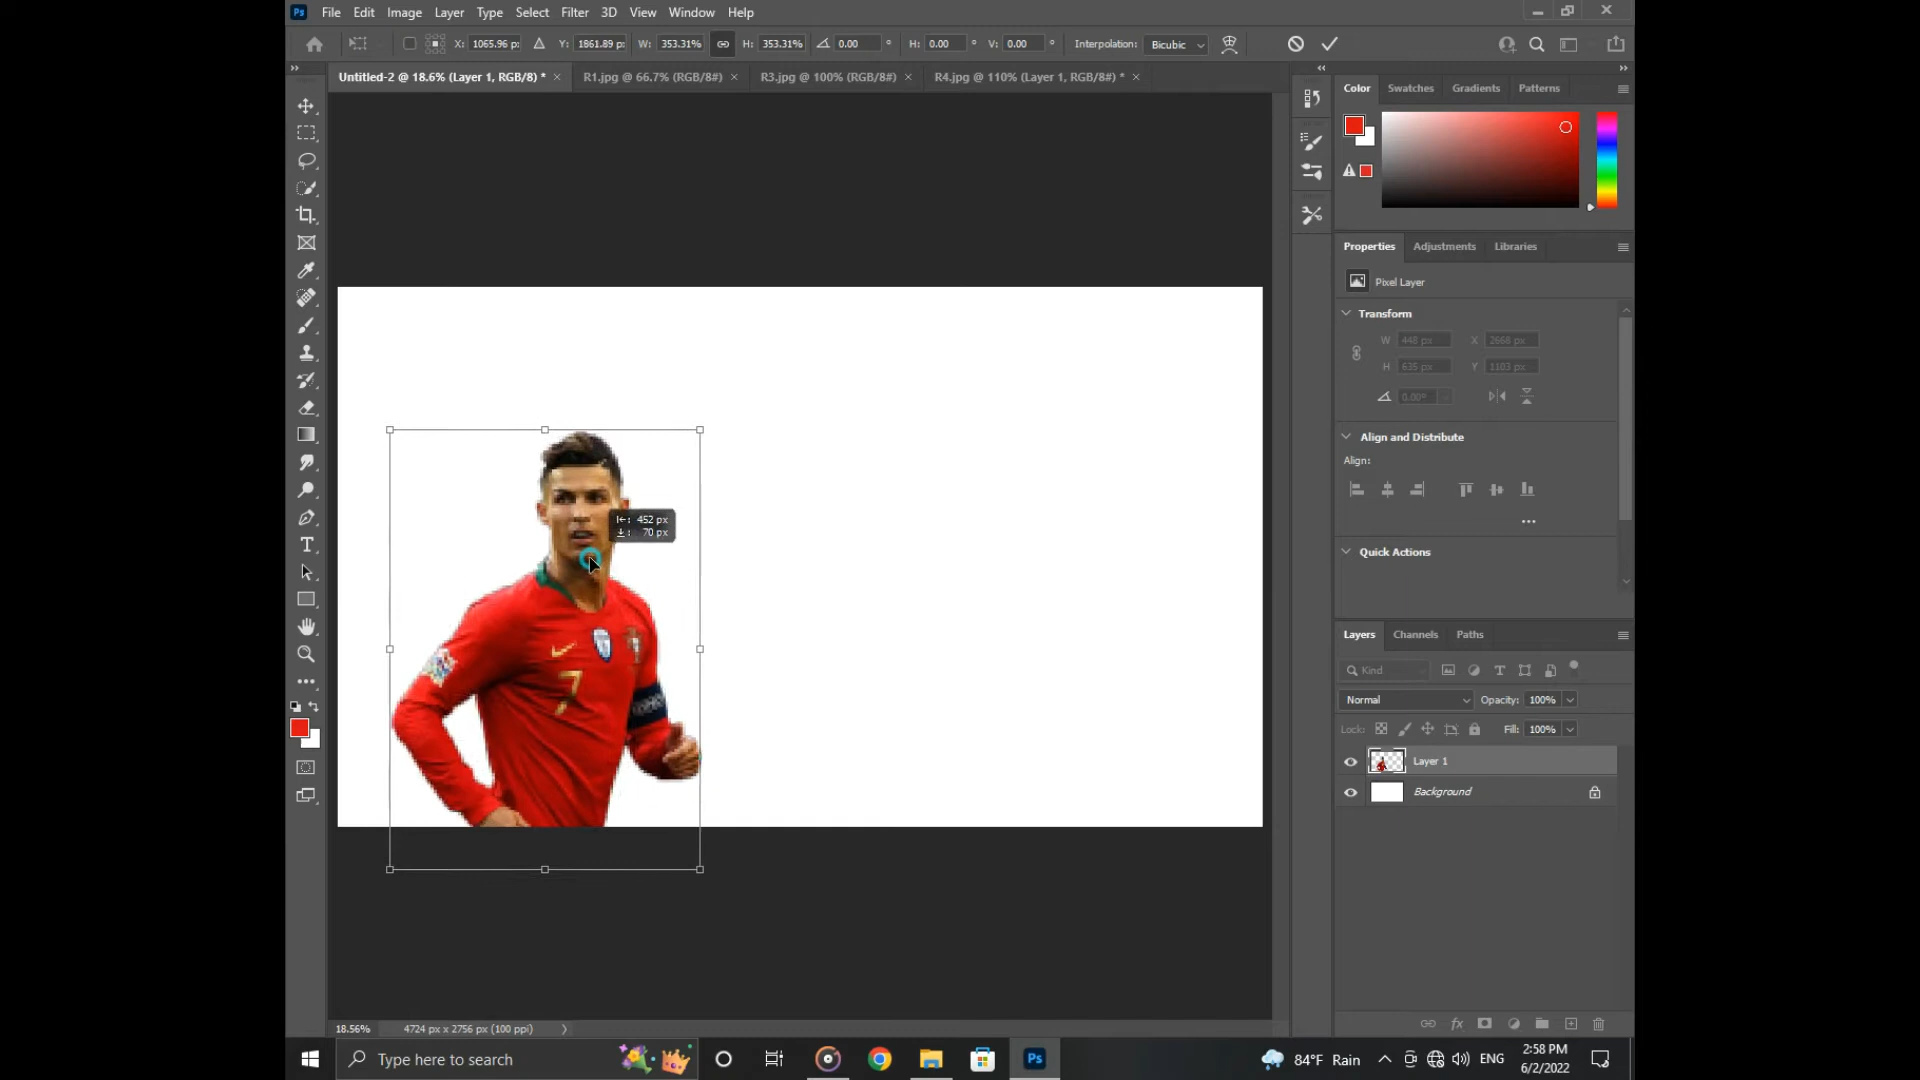 Ps File Edit Image Layer Type Select Filter 3D View Window Help
X: 1065.96 p: Y: 1861.89 p: W: 353.31% H: 353.31% 0.00 ° H: 0.00 ° V: 0.00 ° Interpolation: Bicubic
Untitled-2 @ 18.6% (Layer 1, RGB/8) * × R1.jpg @ 66.7% (RGB/8#) × R3.jpg @ 100% (RGB/8#) × R4.jpg @ 110% (Layer 1, RGB/8#) * ×
Color Swatches Gradients Patterns
Properties Adjustments Libraries
Pixel Layer
Transform
W 448 px X 2668 px
H 635 px Y 1103 px
0.00°
Align and Distribute
Align:
•••
Quick Actions
452 px
70 px
7
Layers Channels Paths
Kind
Normal Opacity: 100%
Lock: Fill: 100%
Layer 1
Background
18.56% 4724 px x 2756 px (100 ppi)
Type here to search
Ps
84°F Rain
ENG
2:58 PM
6/2/2022